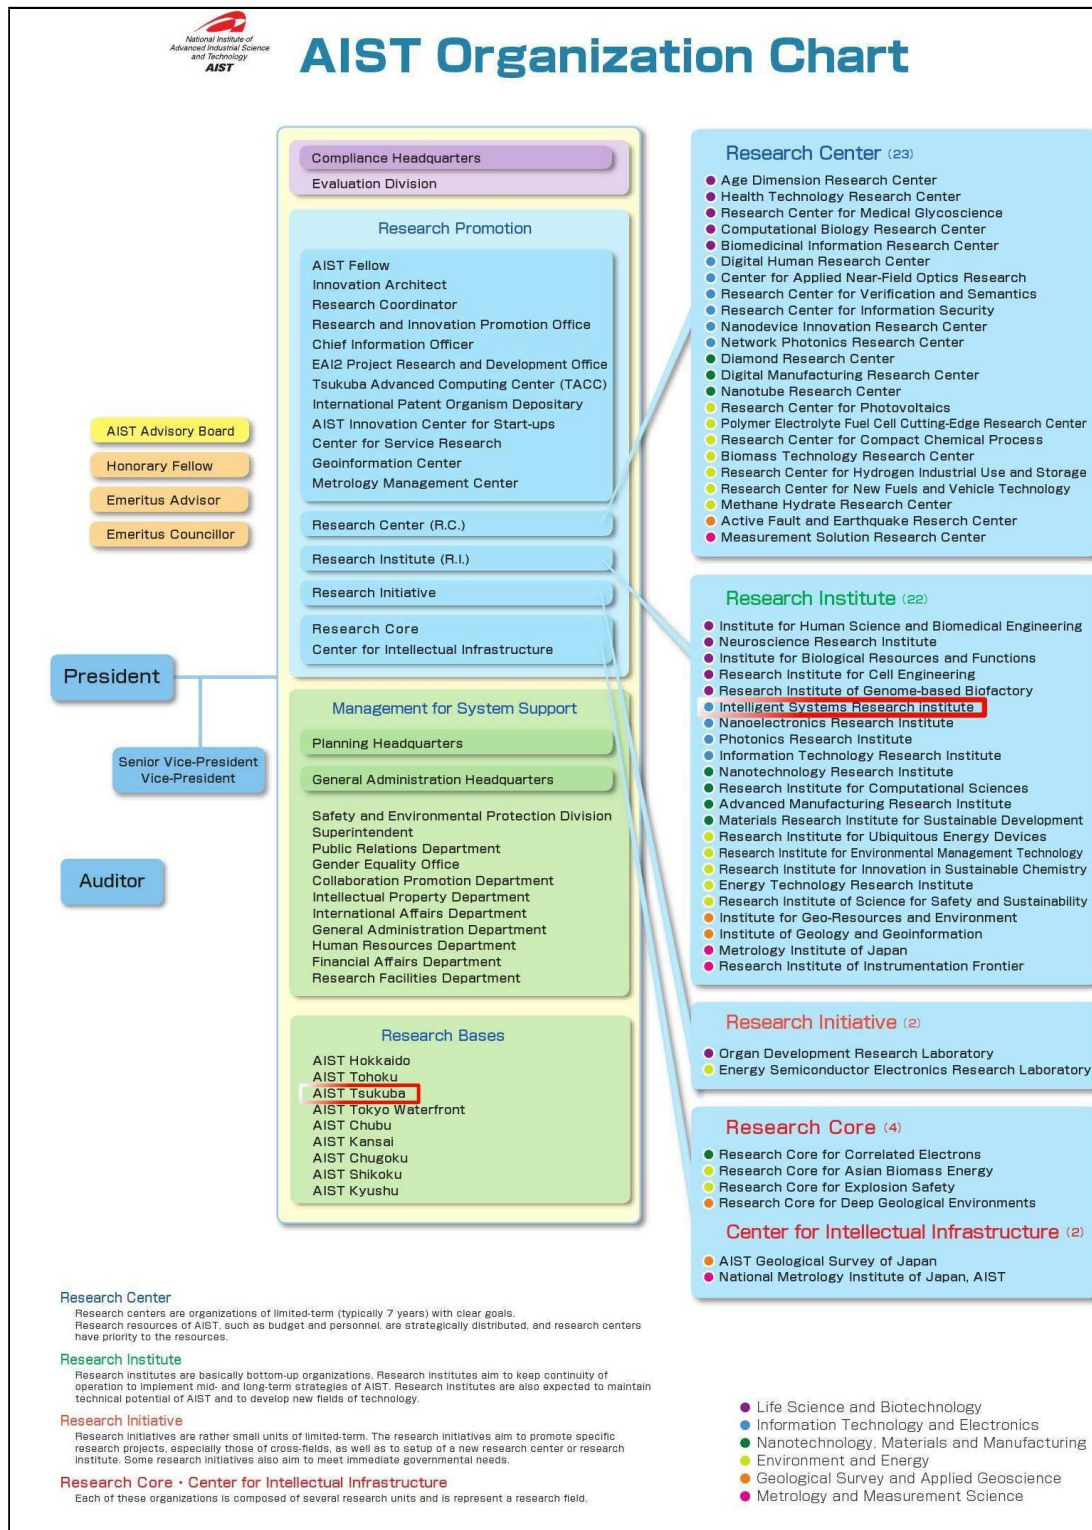 National Institute of
Advanced Industrial Science
and Technology
AIST
AIST Organization Chart
Compliance Headquarters
Evaluation Division
Research Promotion
AIST Fellow
Innovation Architect
Research Coordinator
Research and Innovation Promotion Office
Chief Information Officer
EAI2 Project Research and Development Office
Tsukuba Advanced Computing Center (TACC)
International Patent Organism Depositary
AIST Innovation Center for Start-ups
Center for Service Research
Geoinformation Center
Metrology Management Center
Research Center (R.C.)
Research Institute (R.I.)
Research Initiative
Research Core
Center for Intellectual Infrastructure
AIST Advisory Board
Honorary Fellow
Emeritus Advisor
Emeritus Councillor
President
Senior Vice-President
Vice-President
Auditor
Management for System Support
Planning Headquarters
General Administration Headquarters
Safety and Environmental Protection Division
Superintendent
Public Relations Department
Gender Equality Office
Collaboration Promotion Department
Intellectual Property Department
International Affairs Department
General Administration Department
Human Resources Department
Financial Affairs Department
Research Facilities Department
Research Bases
AIST Hokkaido
AIST Tohoku
AIST Tsukuba
AIST Tokyo Waterfront
AIST Chubu
AIST Kansai
AIST Chugoku
AIST Shikoku
AIST Kyushu
Research Center (23)
Age Dimension Research Center
Health Technology Research Center
Research Center for Medical Glycoscience
Computational Biology Research Center
Biomedicinal Information Research Center
Digital Human Research Center
Center for Applied Near-Field Optics Research
Research Center for Verification and Semantics
Research Center for Information Security
Nanodevice Innovation Research Center
Network Photonics Research Center
Diamond Research Center
Digital Manufacturing Research Center
Nanotube Research Center
Research Center for Photovoltaics
Polymer Electrolyte Fuel Cell Cutting-Edge Research Center
Research Center for Compact Chemical Process
Biomass Technology Research Center
Research Center for Hydrogen Industrial Use and Storage
Research Center for New Fuels and Vehicle Technology
Methane Hydrate Research Center
Active Fault and Earthquake Reserch Center
Measurement Solution Research Center
Research Institute (22)
Institute for Human Science and Biomedical Engineering
Neuroscience Research Institute
Institute for Biological Resources and Functions
Research Institute for Cell Engineering
Research Institute of Genome-based Biofactory
Intelligent Systems Research institute
Nanoelectronics Research Institute
Photonics Research Institute
Information Technology Research Institute
Nanotechnology Research Institute
Research Institute for Computational Sciences
Advanced Manufacturing Research Institute
Materials Research Institute for Sustainable Development
Research Institute for Ubiquitous Energy Devices
Research Institute for Environmental Management Technology
Research Institute for Innovation in Sustainable Chemistry
Energy Technology Research Institute
Research Institute of Science for Safety and Sustainability
Institute for Geo-Resources and Environment
Institute of Geology and Geoinformation
Metrology Institute of Japan
Research Institute of Instrumentation Frontier
Research Initiative (2)
Organ Development Research Laboratory
Energy Semiconductor Electronics Research Laboratory
Research Core (4)
Research Core for Correlated Electrons
Research Core for Asian Biomass Energy
Research Core for Explosion Safety
Research Core for Deep Geological Environments
Center for Intellectual Infrastructure (2)
AIST Geological Survey of Japan
National Metrology Institute of Japan, AIST
Research Center
Research centers are organizations of limited-term (typically 7 years) with clear goals.
Research resources of AIST, such as budget and personnel, are strategically distributed, and research centers
have priority to the resources.
Research Institute
Research institutes are basically bottom-up organizations. Research institutes aim to keep continuity of
operation to implement mid- and long-term strategies of AIST. Research institutes are also expected to maintain
technical potential of AIST and to develop new fields of technology.
Research Initiative
Research initiatives are rather small units of limited-term. The research initiatives aim to promote specific
research projects, especially those of cross-fields, as well as to setup of a new research center or research
institute. Some research initiatives also aim to meet immediate governmental needs.
Research Core・Center for Intellectual Infrastructure
Each of these organizations is composed of several research units and is represent a research field.
Life Science and Biotechnology
Information Technology and Electronics
Nanotechnology, Materials and Manufacturing
Environment and Energy
Geological Survey and Applied Geoscience
Metrology and Measurement Science